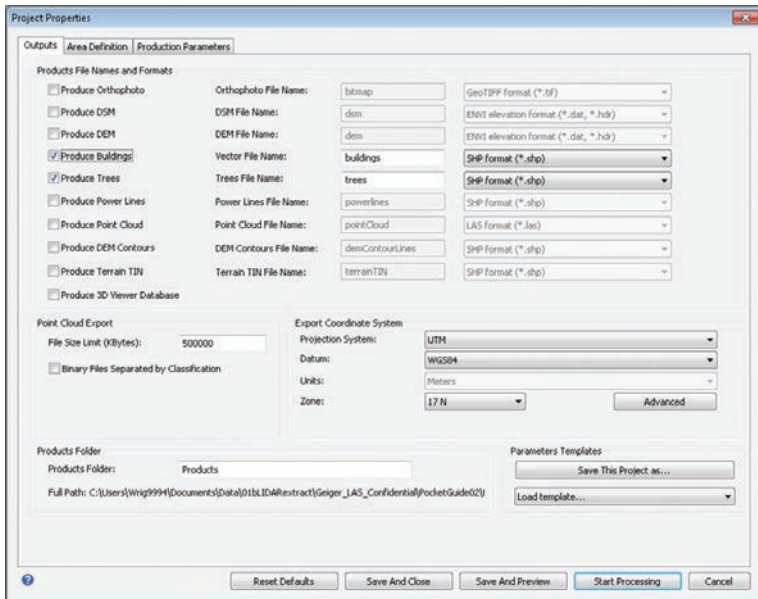 Project Properties
Outputs Area Definition Production Parameters
Products File Names and Formats
Produce Orthophoto Orthophoto File Name: bitmap GeoTIFF format (*.tif)
Produce DSM DSM File Name: dsm ENVI elevation format (*.dat, *.hdr)
Produce DEM DEM File Name: dem ENVI elevation format (*.dat, *.hdr)
Produce Buildings Vector File Name: buildings SHP format (*.shp)
Produce Trees Trees File Name: trees SHP format (*.shp)
Produce Power Lines Power Lines File Name: powerlines SHP format (*.shp)
Produce Point Cloud Point Cloud File Name: pointCloud LAS format (*.las)
Produce DEM Contours DEM Contours File Name: demContourLines SHP format (*.shp)
Produce Terrain TIN Terrain TIN File Name: terrainTIN SHP format (*.shp)
Produce 3D Viewer Database
Point Cloud Export
File Size Limit (KBytes): 500000
Binary Files Separated by Classification
Export Coordinate System
Projection System: UTM
Datum: WGS84
Units: Meters
Zone: 17 N Advanced
Products Folder
Products Folder: Products
Full Path: C:\Users\Wrig9994\Documents\Data\01bLIDARextract\Geiger_LAS_Confidential\PocketGuide02\
Parameters Templates
Save This Project as...
Load template...
Reset Defaults Save And Close Save And Preview Start Processing Cancel